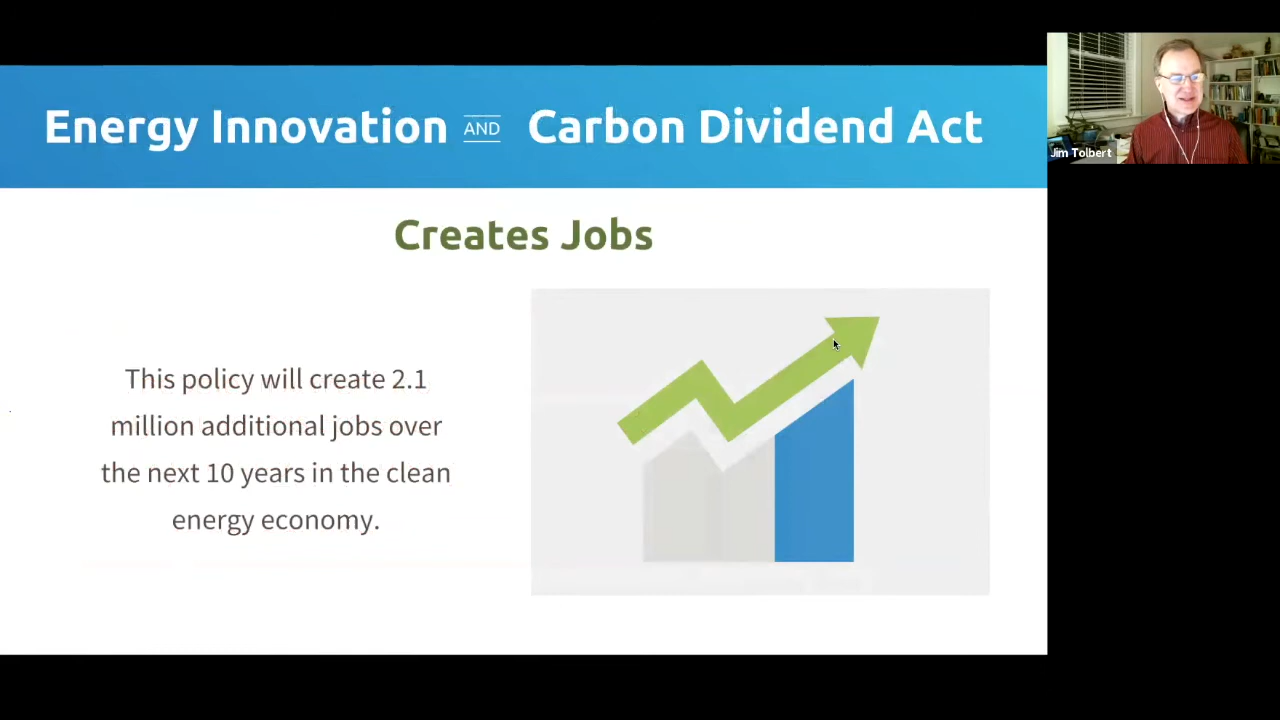 Energy Innovation AND Carbon Dividend Act
Jim Tolbert
Creates Jobs
This policy will create 2.1
million additional jobs over
the next 10 years in the clean
energy economy.